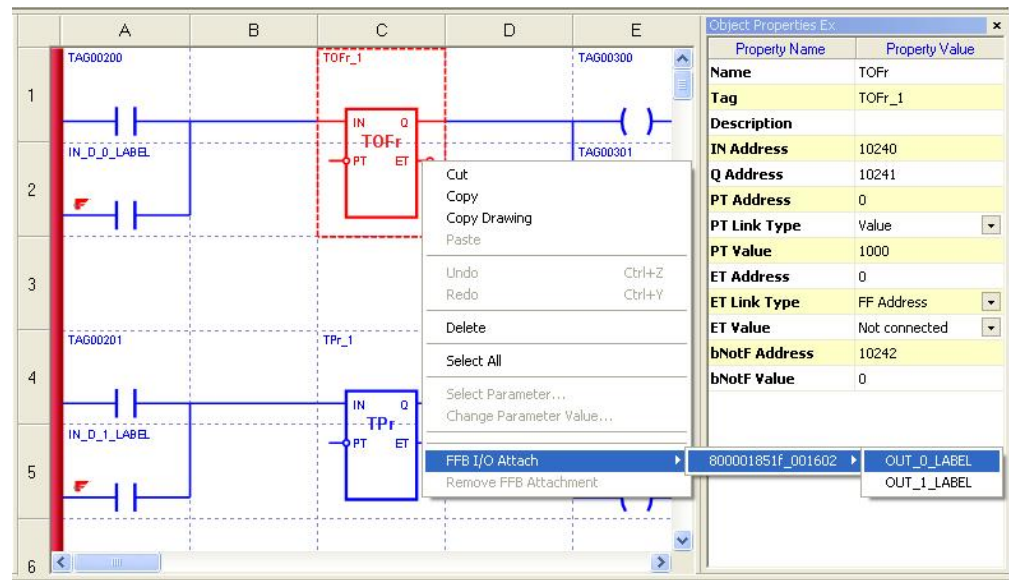 A B C D E
Object Properties Ex ×
Property Name Property Value
1
TAG00200 TOFr_1 TAG00300
IN Q
TOFr
PT ET
IN_D_0_LABEL TAG00301
F
2
3
TAG00201 TPr_1
4
IN Q
TPr
PT ET
IN_D_1_LABEL
F
5
6
Cut
Copy
Copy Drawing
Paste
Undo Ctrl+Z
Redo Ctrl+Y
Delete
Select All
Select Parameter...
Change Parameter Value...
FFB I/O Attach
Remove FFB Attachment
800001851f_001602
OUT_0_LABEL
OUT_1_LABEL
Name TOFr
Tag TOFr_1
Description
IN Address 10240
Q Address 10241
PT Address 0
PT Link Type Value
PT Value 1000
ET Address 0
ET Link Type FF Address
ET Value Not connected
bNotF Address 10242
bNotF Value 0